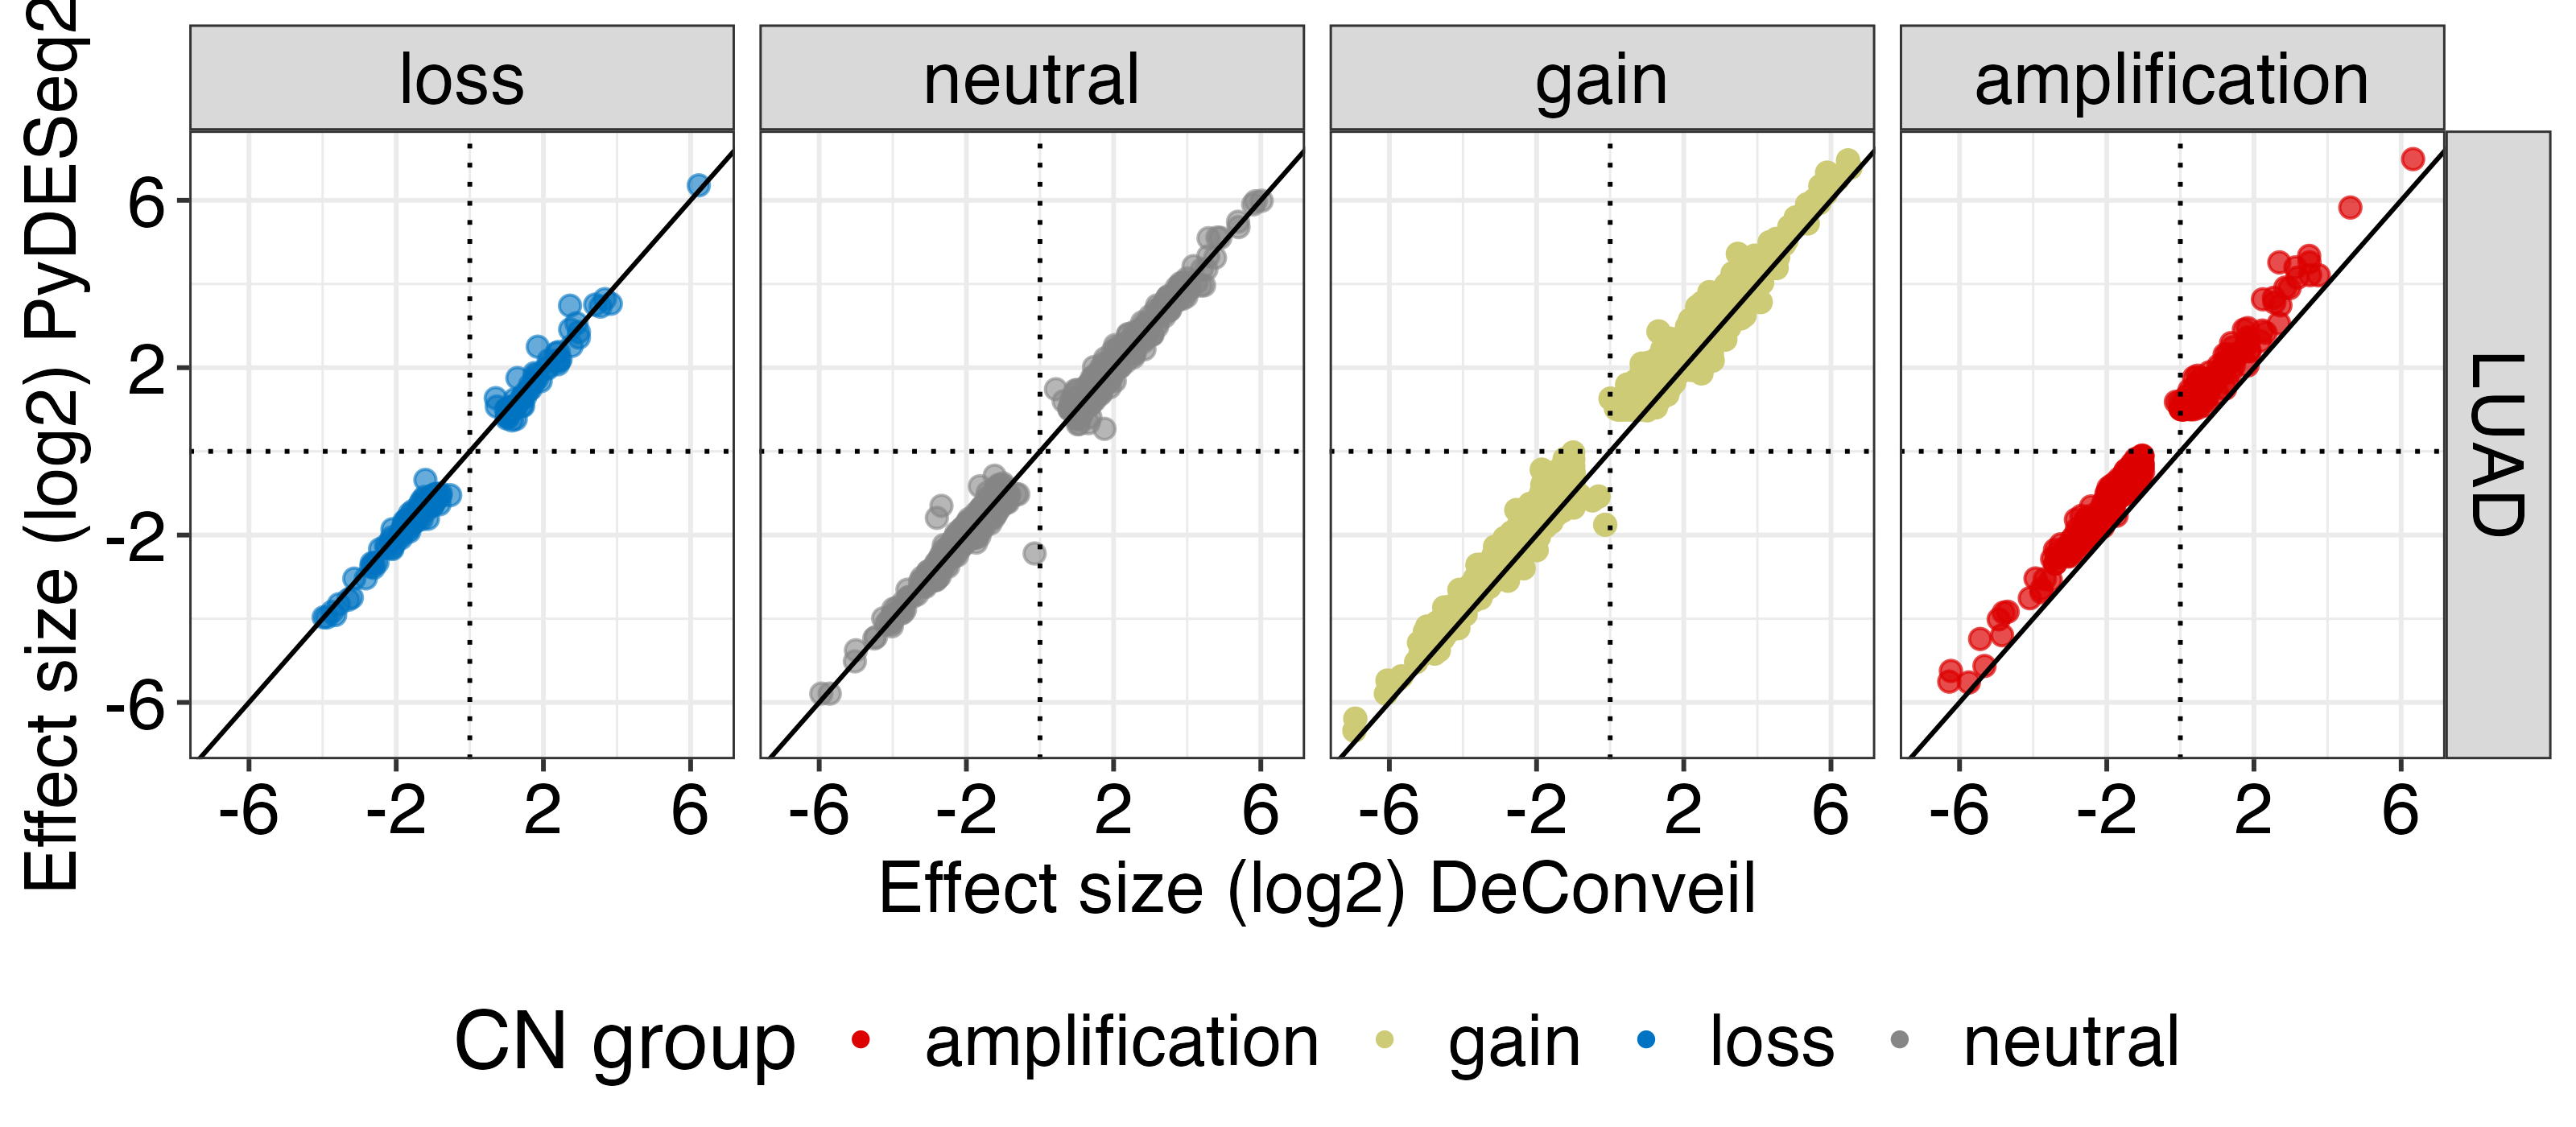 loss neutral gain amplification
Effect size (log2) PyDESeq2
6
2
-2
-6
LUAD
-6 -2 2 6 -6 -2 2 6 -6 -2 2 6 -6 -2 2 6
Effect size (log2) DeConveil
CN group amplification gain loss neutral